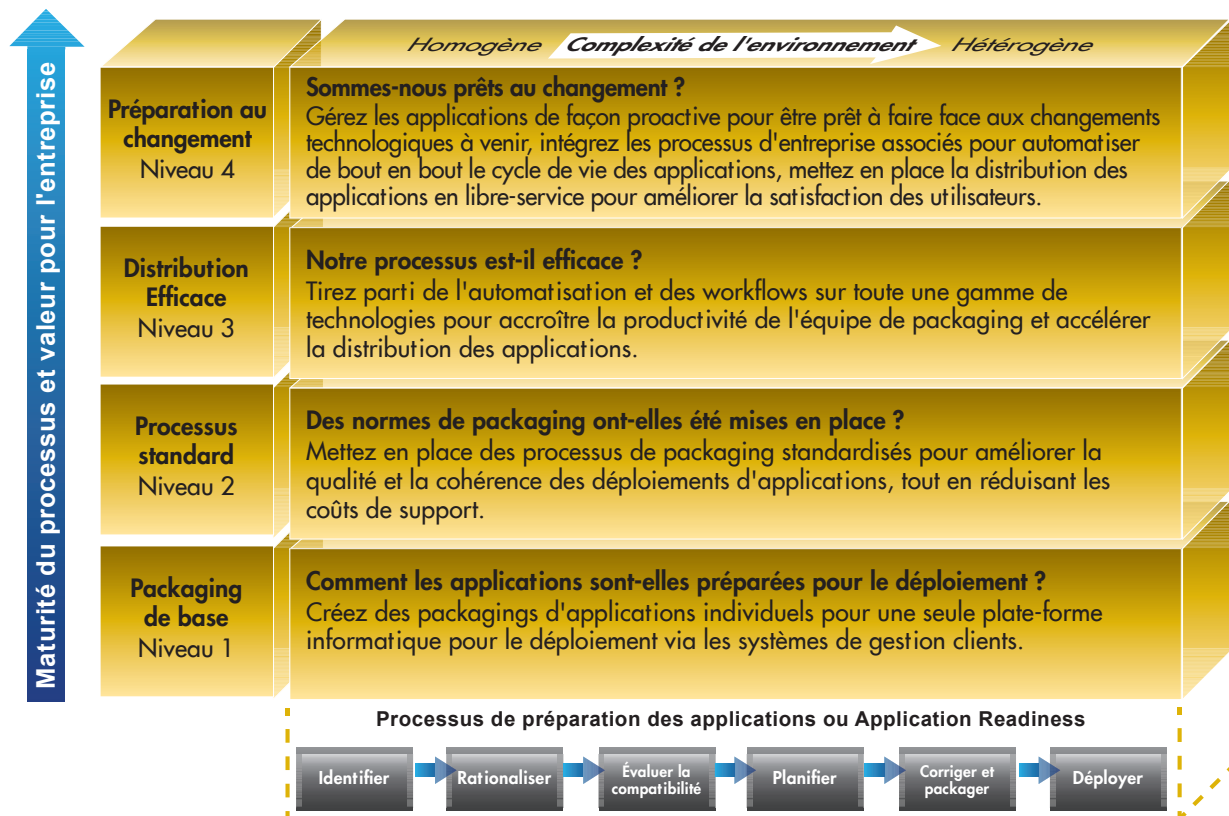 Homogène Complexité de l'environnement Hétérogène
Maturité du processus et valeur pour l'entreprise
Préparation au
changement
Niveau 4
Sommes-nous prêts au changement ?
Gérez les applications de façon proactive pour être prêt à faire face aux changements
technologiques à venir, intégrez les processus d'entreprise associés pour automatiser
de bout en bout le cycle de vie des applications, mettez en place la distribution des
applications en libre-service pour améliorer la satisfaction des utilisateurs.
Distribution
Efficace
Niveau 3
Notre processus est-il efficace ?
Tirez parti de l'automatisation et des workflows sur toute une gamme de
technologies pour accroître la productivité de l'équipe de packaging et accélérer
la distribution des applications.
Processus
standard
Niveau 2
Des normes de packaging ont-elles été mises en place ?
Mettez en place des processus de packaging standardisés pour améliorer la
qualité et la cohérence des déploiements d'applications, tout en réduisant les
coûts de support.
Packaging
de base
Niveau 1
Comment les applications sont-elles préparées pour le déploiement ?
Créez des packagings d'applications individuels pour une seule plate-forme
informatique pour le déploiement via les systèmes de gestion clients.
Processus de préparation des applications ou Application Readiness
Identifier
Rationaliser
Évaluer la
compatibilité
Planifier
Corriger et
packager
Déployer